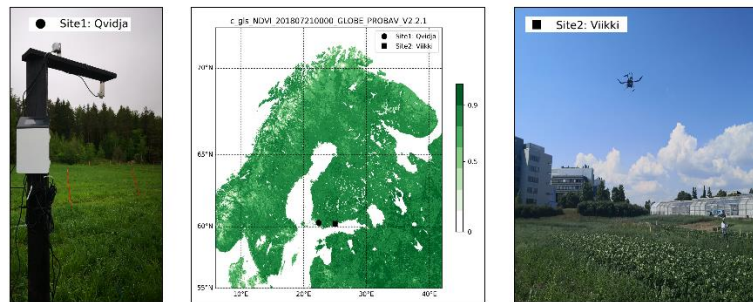 Site1: Qvidja
c_gls_NDVI_201807210000_GLOBE_PROBAV_V2.2.1
Site1: Qvidja
Site2: Viikki
70°N
65°N
60°N
55°N
10°E
20°E
30°E
40°E
0.9
0.5
0
Site2: Viikki